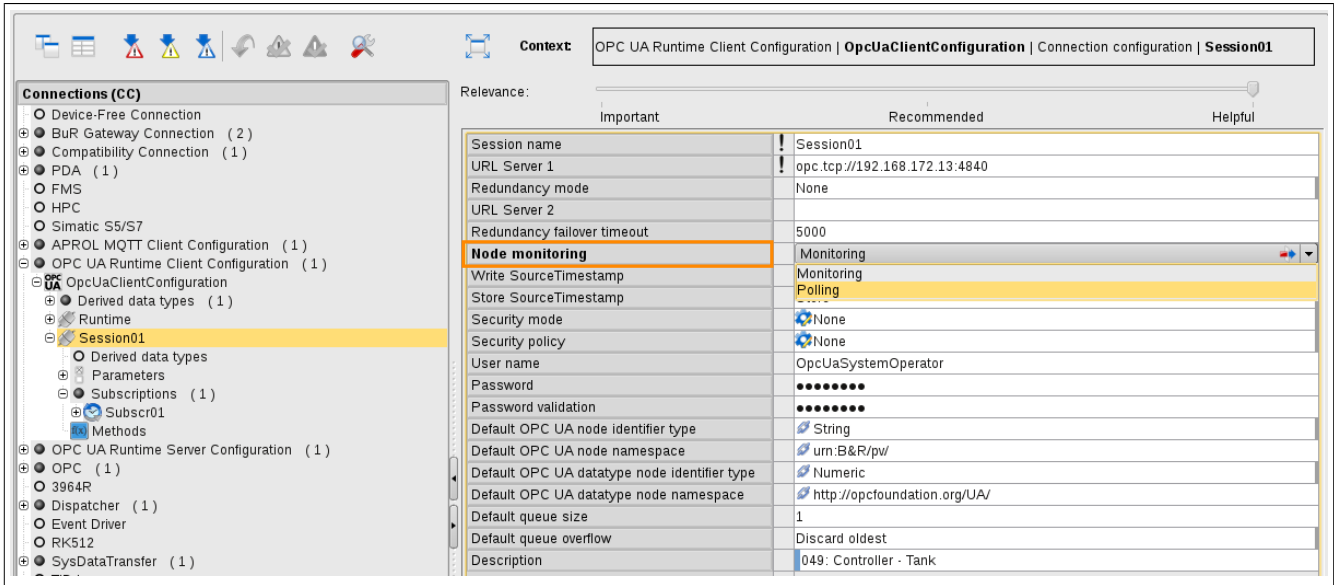 Context: OPC UA Runtime Client Configuration | OpcUaClientConfiguration | Connection configuration | Session01
Connections (CC)
Device-Free Connection
BuR Gateway Connection (2)
Compatibility Connection (1)
PDA (1)
FMS
HPC
Simatic S5/S7
APROL MQTT Client Configuration (1)
OPC UA Runtime Client Configuration (1)
OPC UA OpcUaClientConfiguration
Derived data types (1)
Runtime
Session01
Derived data types
Parameters
Subscriptions (1)
Subscr01
f(x) Methods
OPC UA Runtime Server Configuration (1)
OPC (1)
3964R
Dispatcher (1)
Event Driver
RK512
SysDataTransfer (1)
Relevance:
Important Recommended Helpful
Session name ! Session01
URL Server 1 ! opc.tcp://192.168.172.13:4840
Redundancy mode None
URL Server 2
Redundancy failover timeout 5000
Node monitoring Monitoring
Write SourceTimestamp Monitoring
Polling
Store SourceTimestamp
Security mode None
Security policy None
User name OpcUaSystemOperator
Password ●●●●●●●●
Password validation ●●●●●●●●
Default OPC UA node identifier type String
Default OPC UA node namespace urn:B&R/pv/
Default OPC UA datatype node identifier type Numeric
Default OPC UA datatype node namespace http://opcfoundation.org/UA/
Default queue size 1
Default queue overflow Discard oldest
Description 049: Controller - Tank